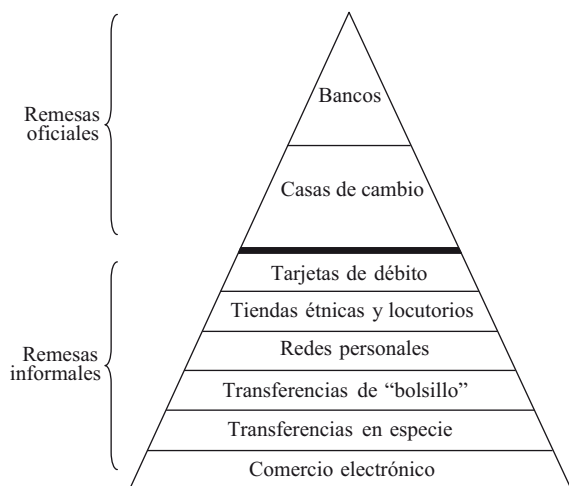 Remesas
oficiales
Bancos
Casas de cambio
Remesas
informales
Tarjetas de débito
Tiendas étnicas y locutorios
Redes personales
Transferencias de “bolsillo”
Transferencias en especie
Comercio electrónico